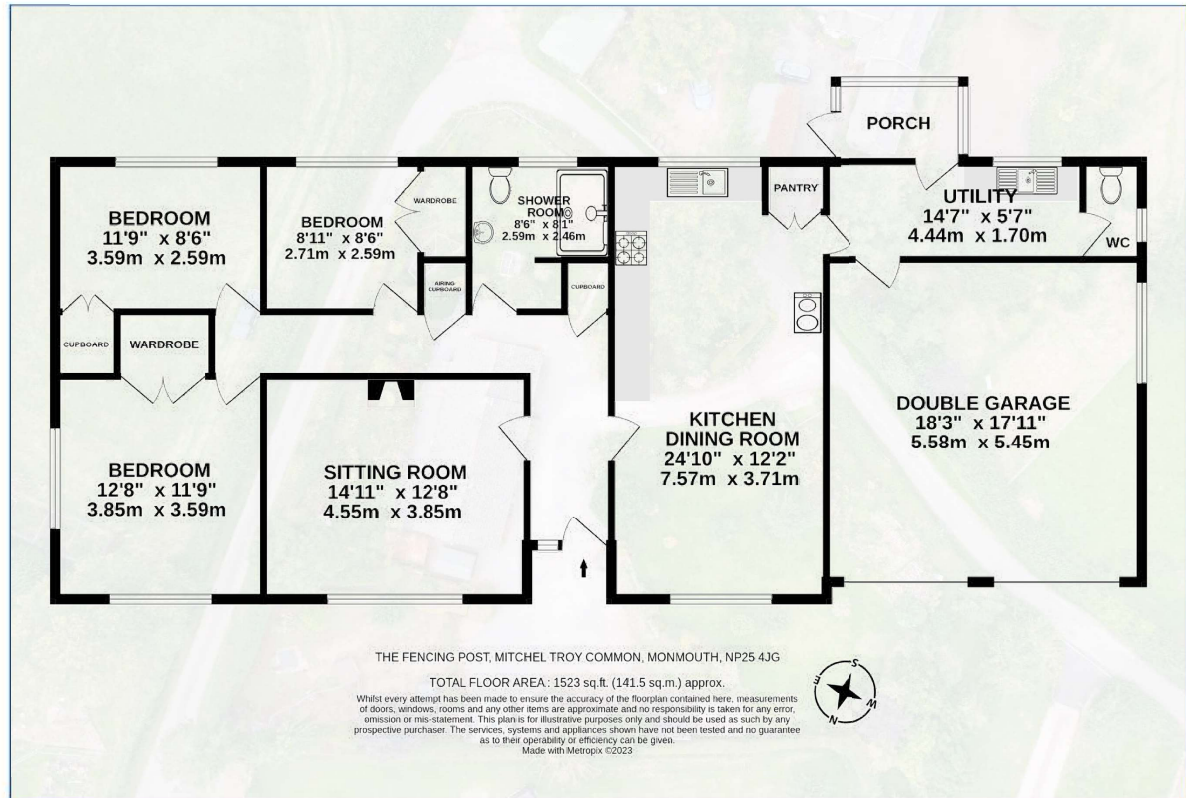 PORCH
BEDROOM
11'9" x 8'6"
3.59m x 2.59m
BEDROOM
8'11" x 8'6"
2.71m x 2.59m
WARDROBE
SHOWER
ROOM
8'6" x 8'1"
2.59m x 2.46m
PANTRY
UTILITY
14'7" x 5'7"
4.44m x 1.70m
WC
AIRING
CUPBOARD
CUPBOARD
CUPBOARD
WARDROBE
BEDROOM
12'8" x 11'9"
3.85m x 3.59m
SITTING ROOM
14'11" x 12'8"
4.55m x 3.85m
KITCHEN
DINING ROOM
24'10" x 12'2"
7.57m x 3.71m
DOUBLE GARAGE
18'3" x 17'11"
5.58m x 5.45m
THE FENCING POST, MITCHEL TROY COMMON, MONMOUTH, NP25 4JG
TOTAL FLOOR AREA : 1523 sq.ft. (141.5 sq.m.) approx.
Whilst every attempt has been made to ensure the accuracy of the floorplan contained here, measurements
of doors, windows, rooms and any other items are approximate and no responsibility is taken for any error,
omission or mis-statement. This plan is for illustrative purposes only and should be used as such by any
prospective purchaser. The services, systems and appliances shown have not been tested and no guarantee
as to their operability or efficiency can be given.
Made with Metropix ©2023
S
E
W
N